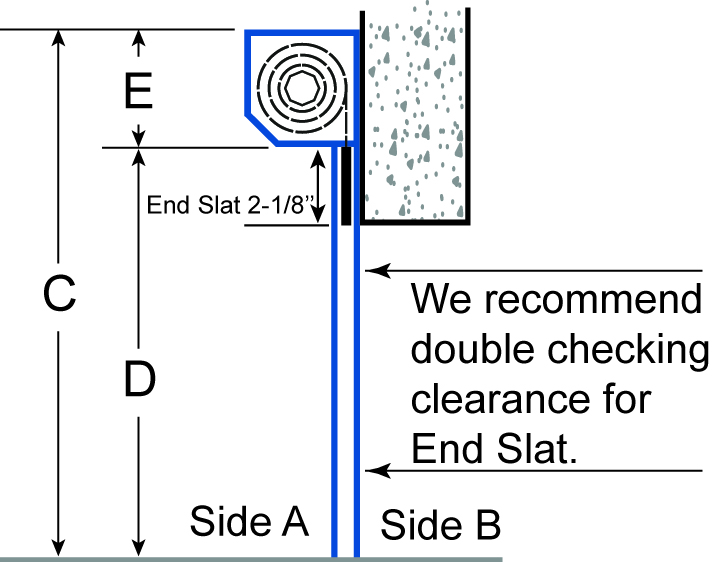 E
End Slat 2-1/8”
C
We recommend
double checking
clearance for
End Slat.
D
Side A
Side B